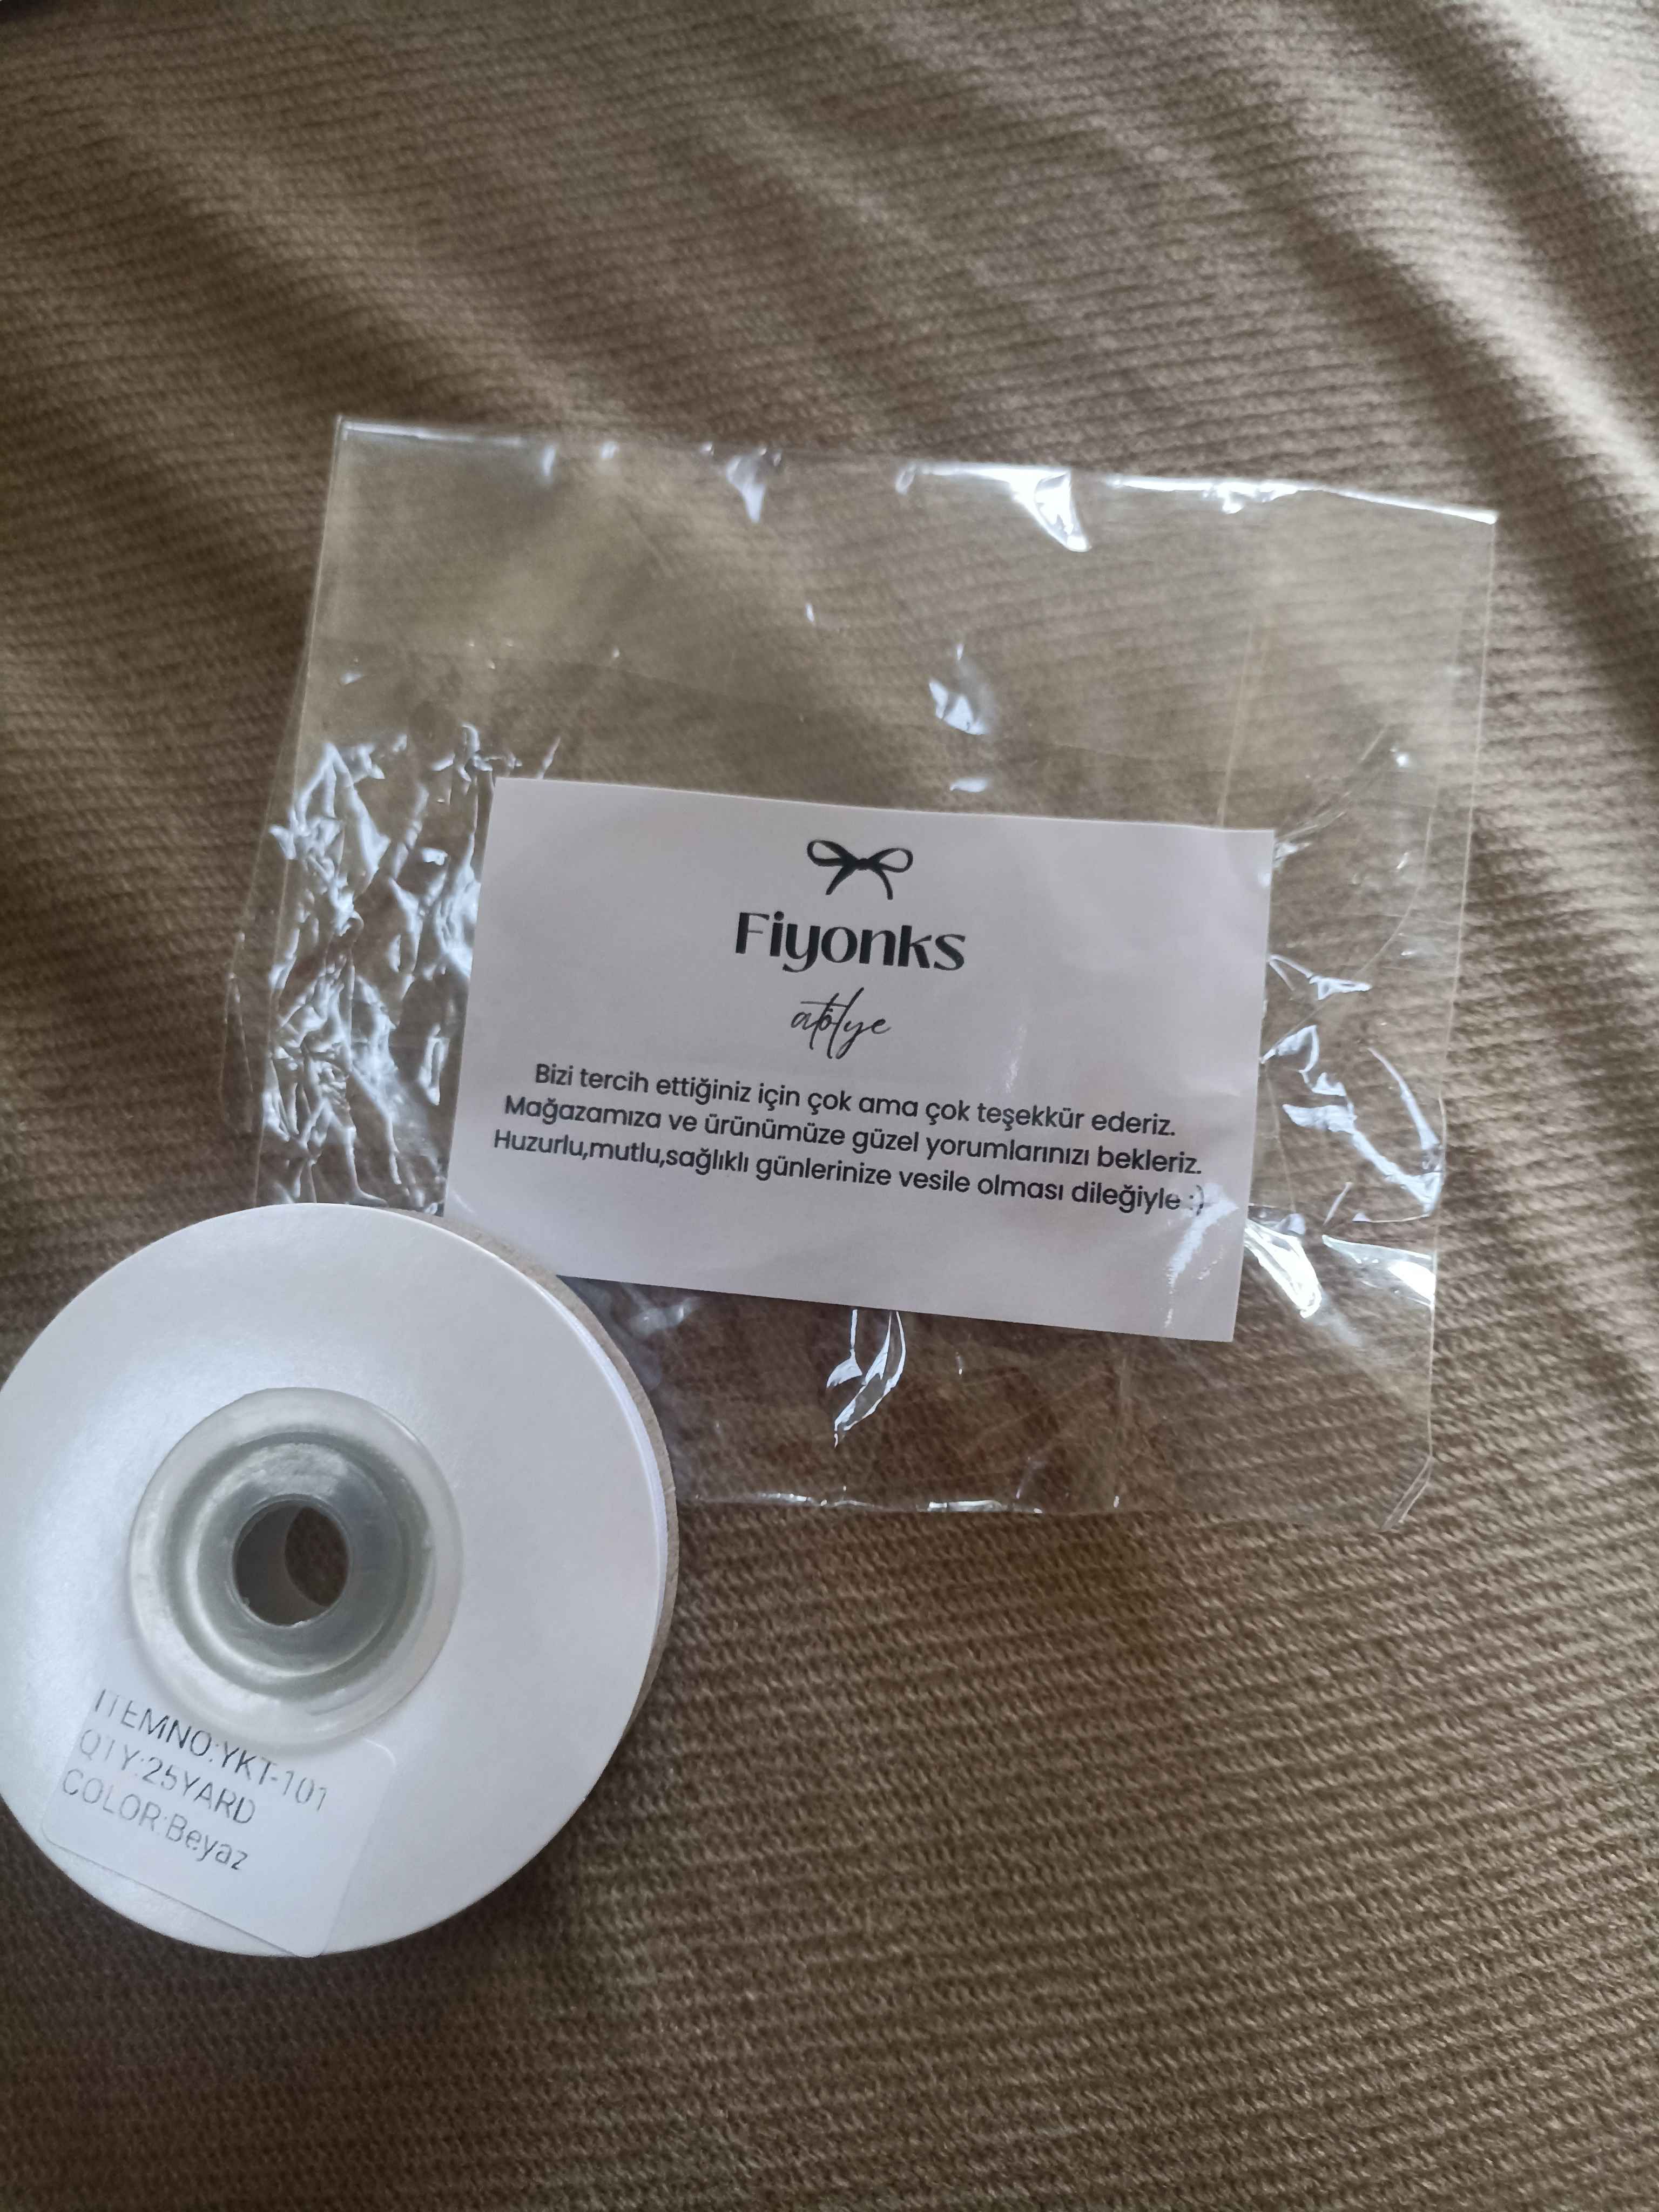 Fiyonks
atölye
Bizi tercih ettiğiniz için çok ama çok teşekkür ederiz.
Mağazamıza ve ürünümüze güzel yorumlarınızı bekleriz.
Huzurlu,mutlu,sağlıklı günlerinize vesile olması dileğiyle :)
ITEMNO:YKT-101
QTY:25YARD
COLOR:Beyaz